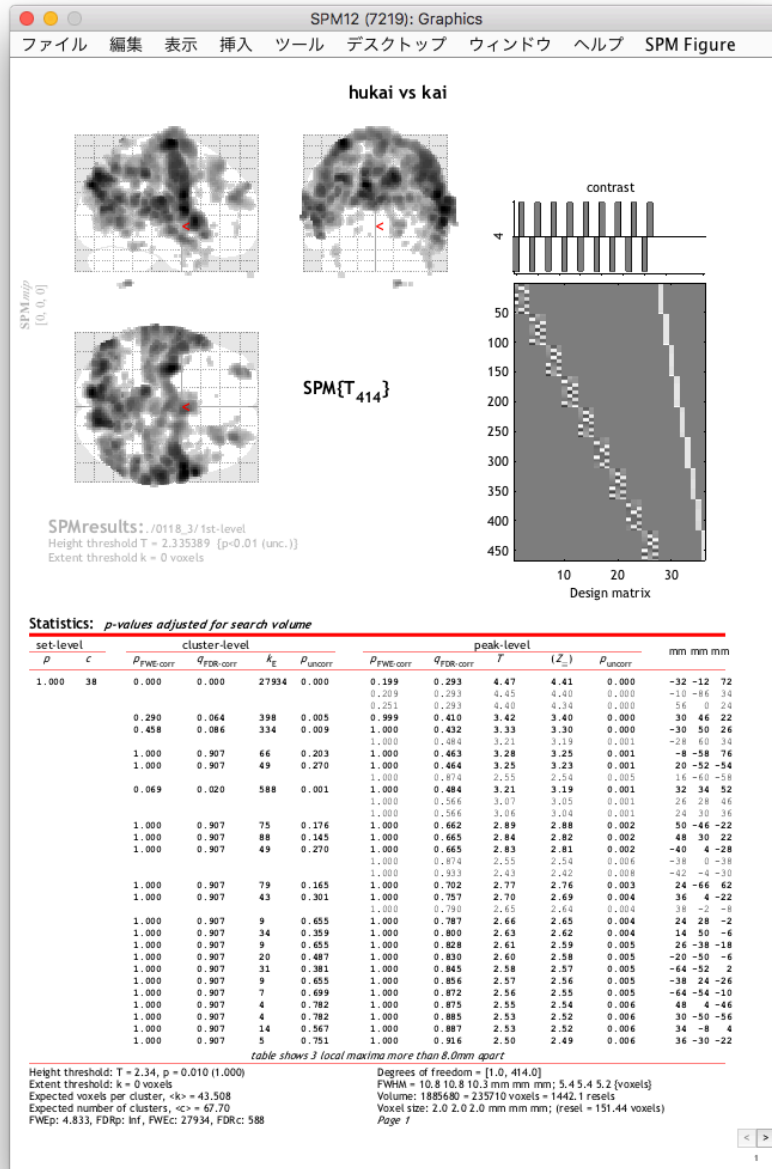 SPM12 (7219): Graphics
ファイル 編集 表示 挿入 ツール デスクトップ ウィンドウ ヘルプ SPM Figure
hukai vs kai
SPMmip
[0, 0, 0]
<
<
<
contrast
4
50
100
150
200
250
300
350
400
450
10 20 30
Design matrix
SPM{T414}
SPMresults: ./0118_3/1st-level
Height threshold T = 2.335389 {p<0.01 (unc.)}
Extent threshold k = 0 voxels
Statistics: p-values adjusted for search volume
set-level cluster-level peak-level mm mm mm
p c pFWE-corr qFDR-corr kE puncorr pFWE-corr qFDR-corr T (Z≡) puncorr
1.000 38 0.000 0.000 27934 0.000 0.199 0.293 4.47 4.41 0.000 -32 -12 72
0.209 0.293 4.45 4.40 0.000 -10 -86 34
0.251 0.293 4.40 4.34 0.000 56 0 24
0.290 0.064 398 0.005 0.999 0.410 3.42 3.40 0.000 30 46 22
0.458 0.086 334 0.009 1.000 0.432 3.33 3.30 0.000 -30 50 26
1.000 0.484 3.21 3.19 0.001 -28 60 34
1.000 0.907 66 0.203 1.000 0.463 3.28 3.25 0.001 -8 -58 76
1.000 0.907 49 0.270 1.000 0.464 3.25 3.23 0.001 20 -52 -54
1.000 0.874 2.55 2.54 0.005 16 -60 -58
0.069 0.020 588 0.001 1.000 0.484 3.21 3.19 0.001 32 34 52
1.000 0.566 3.07 3.05 0.001 26 28 46
1.000 0.566 3.06 3.04 0.001 24 30 36
1.000 0.907 75 0.176 1.000 0.662 2.89 2.88 0.002 50 -46 -22
1.000 0.907 88 0.145 1.000 0.665 2.84 2.82 0.002 48 30 22
1.000 0.907 49 0.270 1.000 0.665 2.83 2.81 0.002 -40 4 -28
1.000 0.874 2.55 2.54 0.006 -38 0 -38
1.000 0.933 2.43 2.42 0.008 -42 -4 -30
1.000 0.907 79 0.165 1.000 0.702 2.77 2.76 0.003 24 -66 62
1.000 0.907 43 0.301 1.000 0.757 2.70 2.69 0.004 36 4 -22
1.000 0.790 2.65 2.64 0.004 38 -2 -8
1.000 0.907 9 0.655 1.000 0.787 2.66 2.65 0.004 24 28 -2
1.000 0.907 34 0.359 1.000 0.800 2.63 2.62 0.004 14 50 -6
1.000 0.907 9 0.655 1.000 0.828 2.61 2.59 0.005 26 -38 -18
1.000 0.907 20 0.487 1.000 0.830 2.60 2.58 0.005 -20 -50 -6
1.000 0.907 31 0.381 1.000 0.845 2.58 2.57 0.005 -64 -52 2
1.000 0.907 9 0.655 1.000 0.856 2.57 2.56 0.005 -38 24 -26
1.000 0.907 7 0.699 1.000 0.872 2.56 2.55 0.005 -64 -54 -10
1.000 0.907 4 0.782 1.000 0.875 2.55 2.54 0.006 48 4 -46
1.000 0.907 4 0.782 1.000 0.885 2.53 2.52 0.006 30 -50 -56
1.000 0.907 14 0.567 1.000 0.887 2.53 2.52 0.006 34 -8 4
1.000 0.907 5 0.751 1.000 0.916 2.50 2.49 0.006 36 -30 -22
table shows 3 local maxima more than 8.0mm apart
Height threshold: T = 2.34, p = 0.010 (1.000)
Extent threshold: k = 0 voxels
Expected voxels per cluster, <k> = 43.508
Expected number of clusters, <c> = 67.70
FWEp: 4.833, FDRp: Inf, FWEc: 27934, FDRc: 588
Degrees of freedom = [1.0, 414.0]
FWHM = 10.8 10.8 10.3 mm mm mm; 5.4 5.4 5.2 {voxels}
Volume: 1885680 = 235710 voxels = 1442.1 resels
Voxel size: 2.0 2.0 2.0 mm mm mm; (resel = 151.44 voxels)
Page 1
< >
1